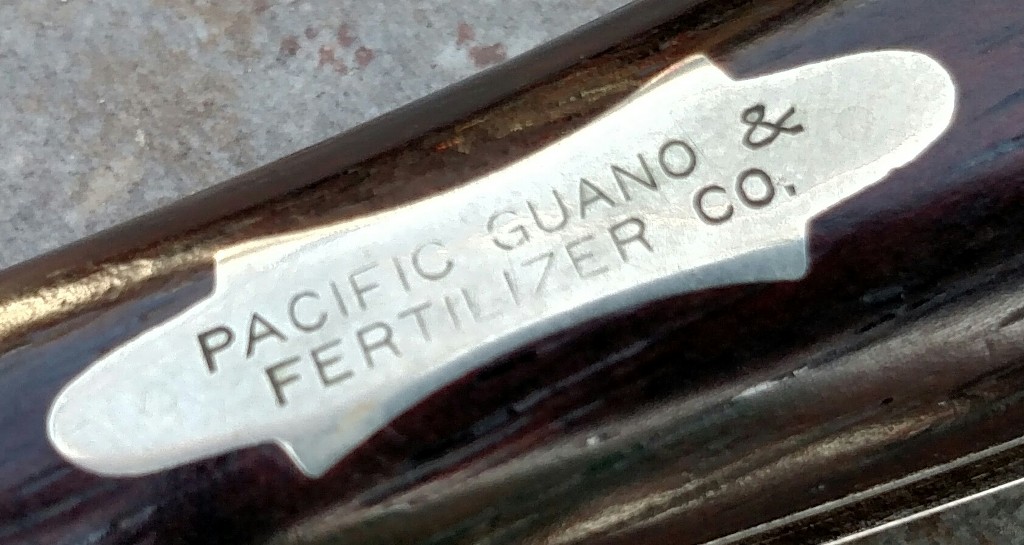 PACIFIC GUANO &
FERTILIZER CO.